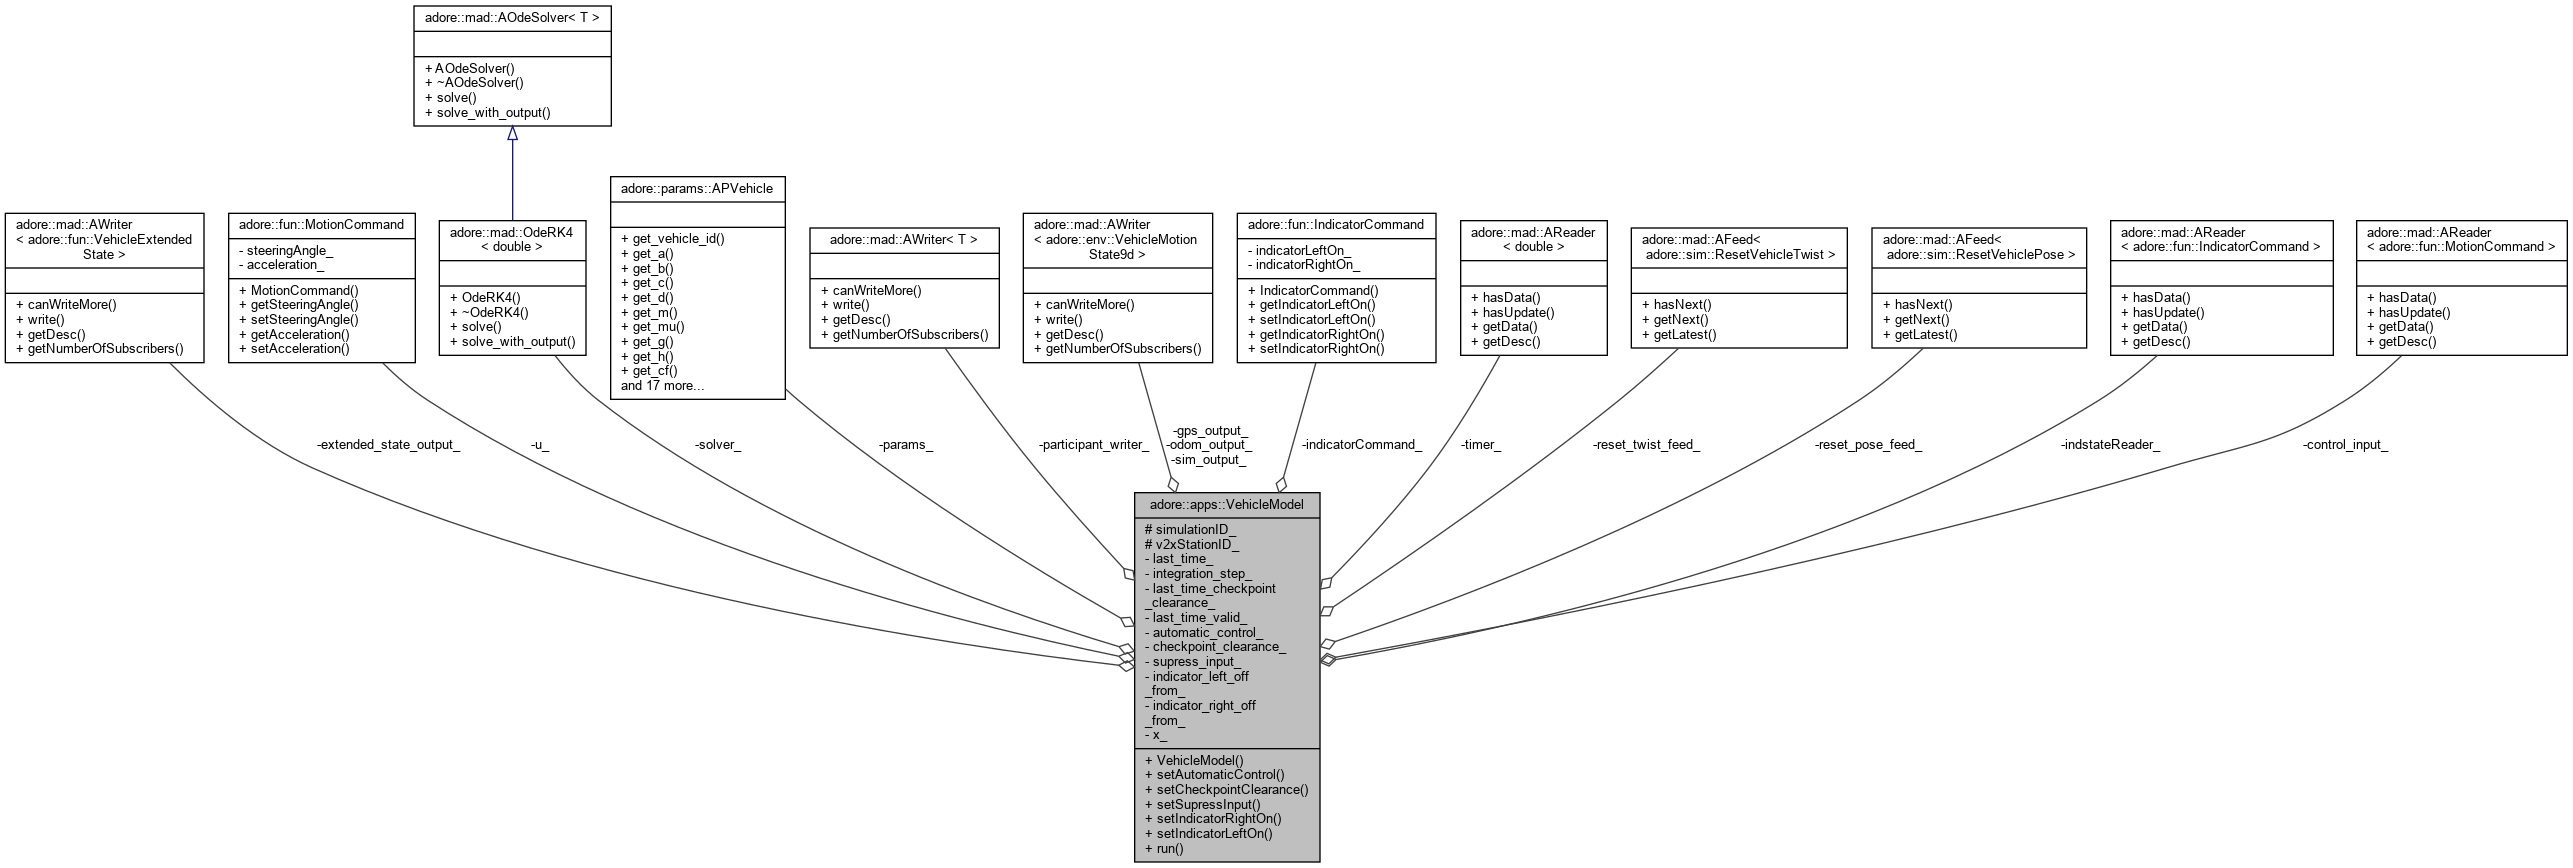 adore::mad::AOdeSolver< T >
+ AOdeSolver()
+ ~AOdeSolver()
+ solve()
+ solve_with_output()
adore::mad::AWriter
< adore::fun::VehicleExtended
State >
+ canWriteMore()
+ write()
+ getDesc()
+ getNumberOfSubscribers()
adore::fun::MotionCommand
- steeringAngle_
- acceleration_
+ MotionCommand()
+ getSteeringAngle()
+ setSteeringAngle()
+ getAcceleration()
+ setAcceleration()
adore::mad::OdeRK4
< double >
+ OdeRK4()
+ ~OdeRK4()
+ solve()
+ solve_with_output()
adore::params::APVehicle
+ get_vehicle_id()
+ get_a()
+ get_b()
+ get_c()
+ get_d()
+ get_m()
+ get_mu()
+ get_g()
+ get_h()
+ get_cf()
and 17 more...
adore::mad::AWriter< T >
+ canWriteMore()
+ write()
+ getDesc()
+ getNumberOfSubscribers()
adore::mad::AWriter
< adore::env::VehicleMotion
State9d >
+ canWriteMore()
+ write()
+ getDesc()
+ getNumberOfSubscribers()
adore::fun::IndicatorCommand
- indicatorLeftOn_
- indicatorRightOn_
+ IndicatorCommand()
+ getIndicatorLeftOn()
+ setIndicatorLeftOn()
+ getIndicatorRightOn()
+ setIndicatorRightOn()
adore::mad::AReader
< double >
+ hasData()
+ hasUpdate()
+ getData()
+ getDesc()
adore::mad::AFeed<
adore::sim::ResetVehicleTwist >
+ hasNext()
+ getNext()
+ getLatest()
adore::mad::AFeed<
adore::sim::ResetVehiclePose >
+ hasNext()
+ getNext()
+ getLatest()
adore::mad::AReader
< adore::fun::IndicatorCommand >
+ hasData()
+ hasUpdate()
+ getData()
+ getDesc()
adore::mad::AReader
< adore::fun::MotionCommand >
+ hasData()
+ hasUpdate()
+ getData()
+ getDesc()
-extended_state_output_
-u_
-solver_
-params_
-participant_writer_
-gps_output_
-odom_output_
-sim_output_
-indicatorCommand_
-timer_
-reset_twist_feed_
-reset_pose_feed_
-indstateReader_
-control_input_
adore::apps::VehicleModel
# simulationID_
# v2xStationID_
- last_time_
- integration_step_
- last_time_checkpoint
_clearance_
- last_time_valid_
- automatic_control_
- checkpoint_clearance_
- supress_input_
- indicator_left_off
_from_
- indicator_right_off
_from_
- x_
+ VehicleModel()
+ setAutomaticControl()
+ setCheckpointClearance()
+ setSupressInput()
+ setIndicatorRightOn()
+ setIndicatorLeftOn()
+ run()